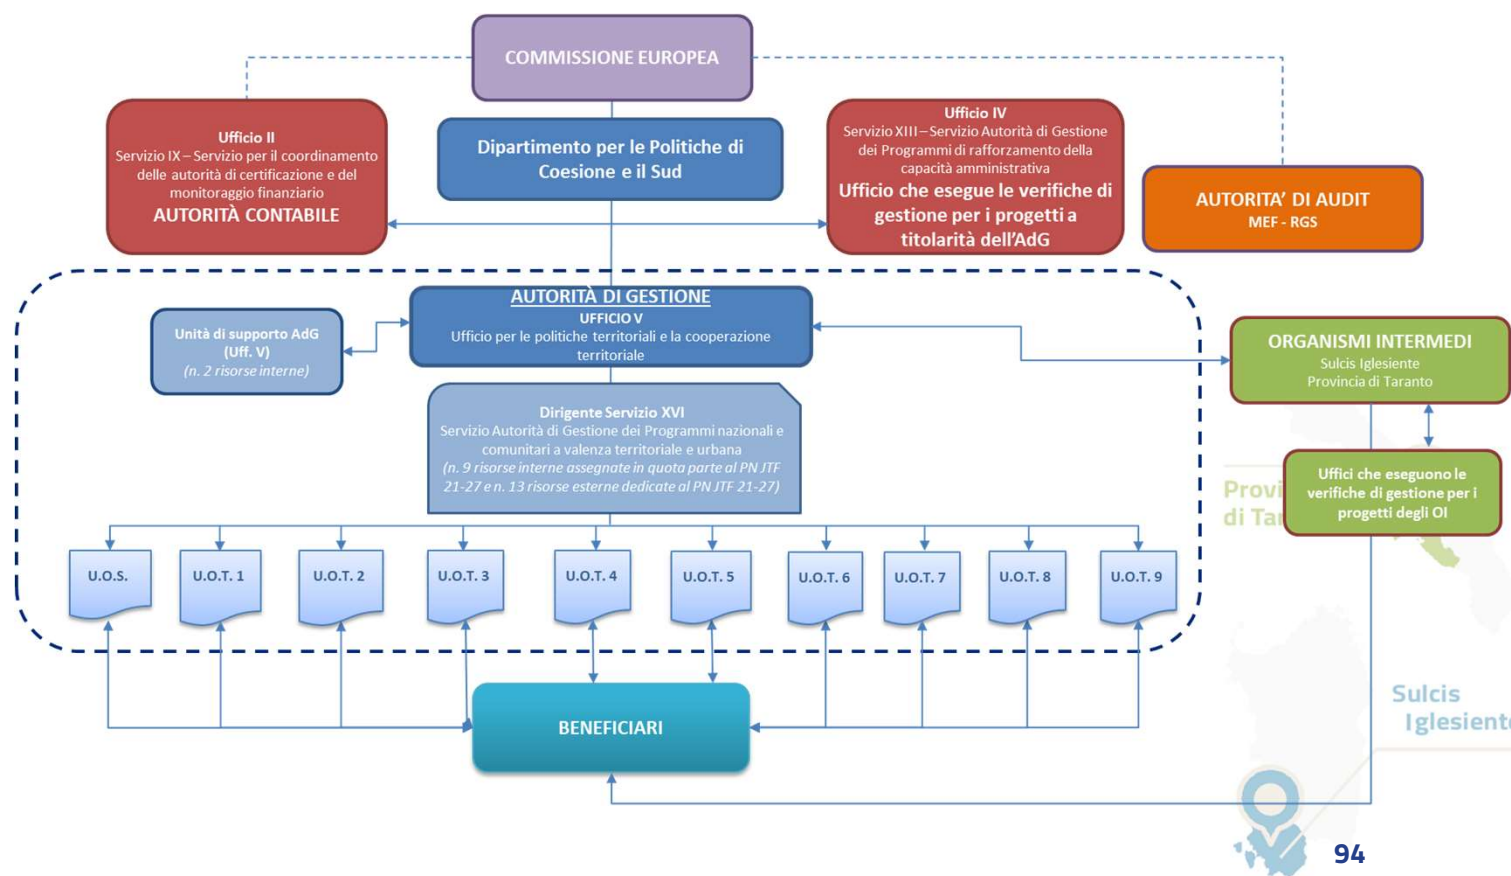 COMMISSIONE EUROPEA
Ufficio II
Servizio IX – Servizio per il coordinamento
delle autorità di certificazione e del
monitoraggio finanziario
AUTORITÀ CONTABILE
Dipartimento per le Politiche di
Coesione e il Sud
Ufficio IV
Servizio XIII – Servizio Autorità di Gestione
dei Programmi di rafforzamento della
capacità amministrativa
Ufficio che esegue le verifiche di
gestione per i progetti a
titolarità dell'AdG
AUTORITA' DI AUDIT
MEF - RGS
AUTORITÀ DI GESTIONE
UFFICIO V
Ufficio per le politiche territoriali e la cooperazione
territoriale
Unità di supporto AdG
(Uff. V)
(n. 2 risorse interne)
ORGANISMI INTERMEDI
Sulcis Iglesiente
Provincia di Taranto
Dirigente Servizio XVI
Servizio Autorità di Gestione dei Programmi nazionali e
comunitari a valenza territoriale e urbana
(n. 9 risorse interne assegnate in quota parte al PN JTF
21-27 e n. 13 risorse esterne dedicate al PN JTF 21-27)
Uffici che eseguono le
verifiche di gestione per i
progetti degli OI
U.O.S.
U.O.T. 1
U.O.T. 2
U.O.T. 3
U.O.T. 4
U.O.T. 5
U.O.T. 6
U.O.T. 7
U.O.T. 8
U.O.T. 9
BENEFICIARI
Sulcis
Iglesiente
94